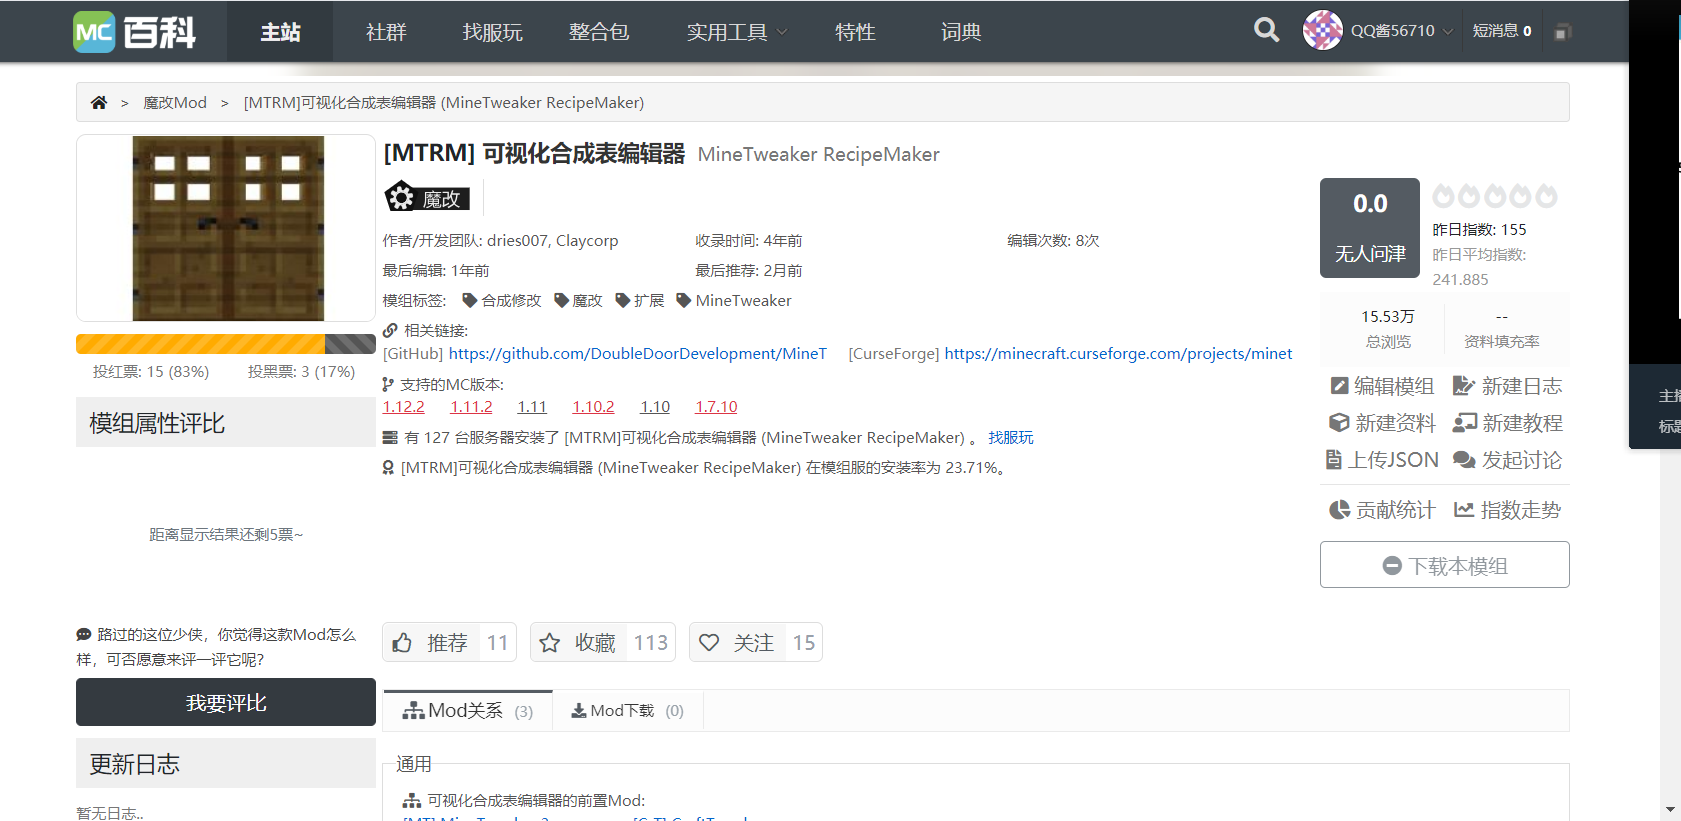 MC 百科 主站 社群 找服玩 整合包 实用工具 特性 词典 QQ酱56710 短消息 0
> 魔改Mod > [MTRM]可视化合成表编辑器 (MineTweaker RecipeMaker)
[MTRM] 可视化合成表编辑器 MineTweaker RecipeMaker
魔改
作者/开发团队: dries007, Claycorp 收录时间: 4年前 编辑次数: 8次
最后编辑: 1年前 最后推荐: 2月前
模组标签: 合成修改 魔改 扩展 MineTweaker
相关链接:
[GitHub] https://github.com/DoubleDoorDevelopment/MineT [CurseForge] https://minecraft.curseforge.com/projects/minet
支持的MC版本:
1.12.2 1.11.2 1.11 1.10.2 1.10 1.7.10
有 127 台服务器安装了 [MTRM]可视化合成表编辑器 (MineTweaker RecipeMaker) 。 找服玩
[MTRM]可视化合成表编辑器 (MineTweaker RecipeMaker) 在模组服的安装率为 23.71%。
投红票: 15 (83%) 投黑票: 3 (17%)
模组属性评比
距离显示结果还剩5票~
路过的这位少侠，你觉得这款Mod怎么
样，可否愿意来评一评它呢?
我要评比
更新日志
暂无日志..
0.0
无人问津
昨日指数: 155
昨日平均指数:
241.885
15.53万 --
总浏览 资料填充率
编辑模组 新建日志
新建资料 新建教程
上传JSON 发起讨论
贡献统计 指数走势
下载本模组
推荐 11 收藏 113 关注 15
Mod关系 (3) Mod下载 (0)
通用
可视化合成表编辑器的前置Mod:
主播
标题